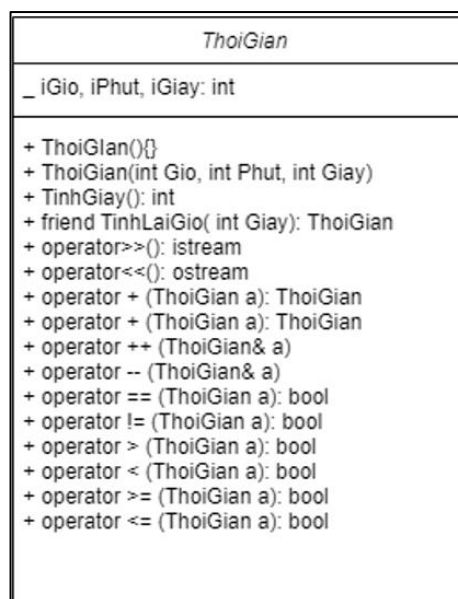 ThoiGian
_ iGio, iPhut, iGiay: int
+ ThoiGIan(){}
+ ThoiGian(int Gio, int Phut, int Giay)
+ TinhGiay(): int
+ friend TinhLaiGio( int Giay): ThoiGian
+ operator>>(): istream
+ operator<<(): ostream
+ operator + (ThoiGian a): ThoiGian
+ operator + (ThoiGian a): ThoiGian
+ operator ++ (ThoiGian& a)
+ operator -- (ThoiGian& a)
+ operator == (ThoiGian a): bool
+ operator != (ThoiGian a): bool
+ operator > (ThoiGian a): bool
+ operator < (ThoiGian a): bool
+ operator >= (ThoiGian a): bool
+ operator <= (ThoiGian a): bool